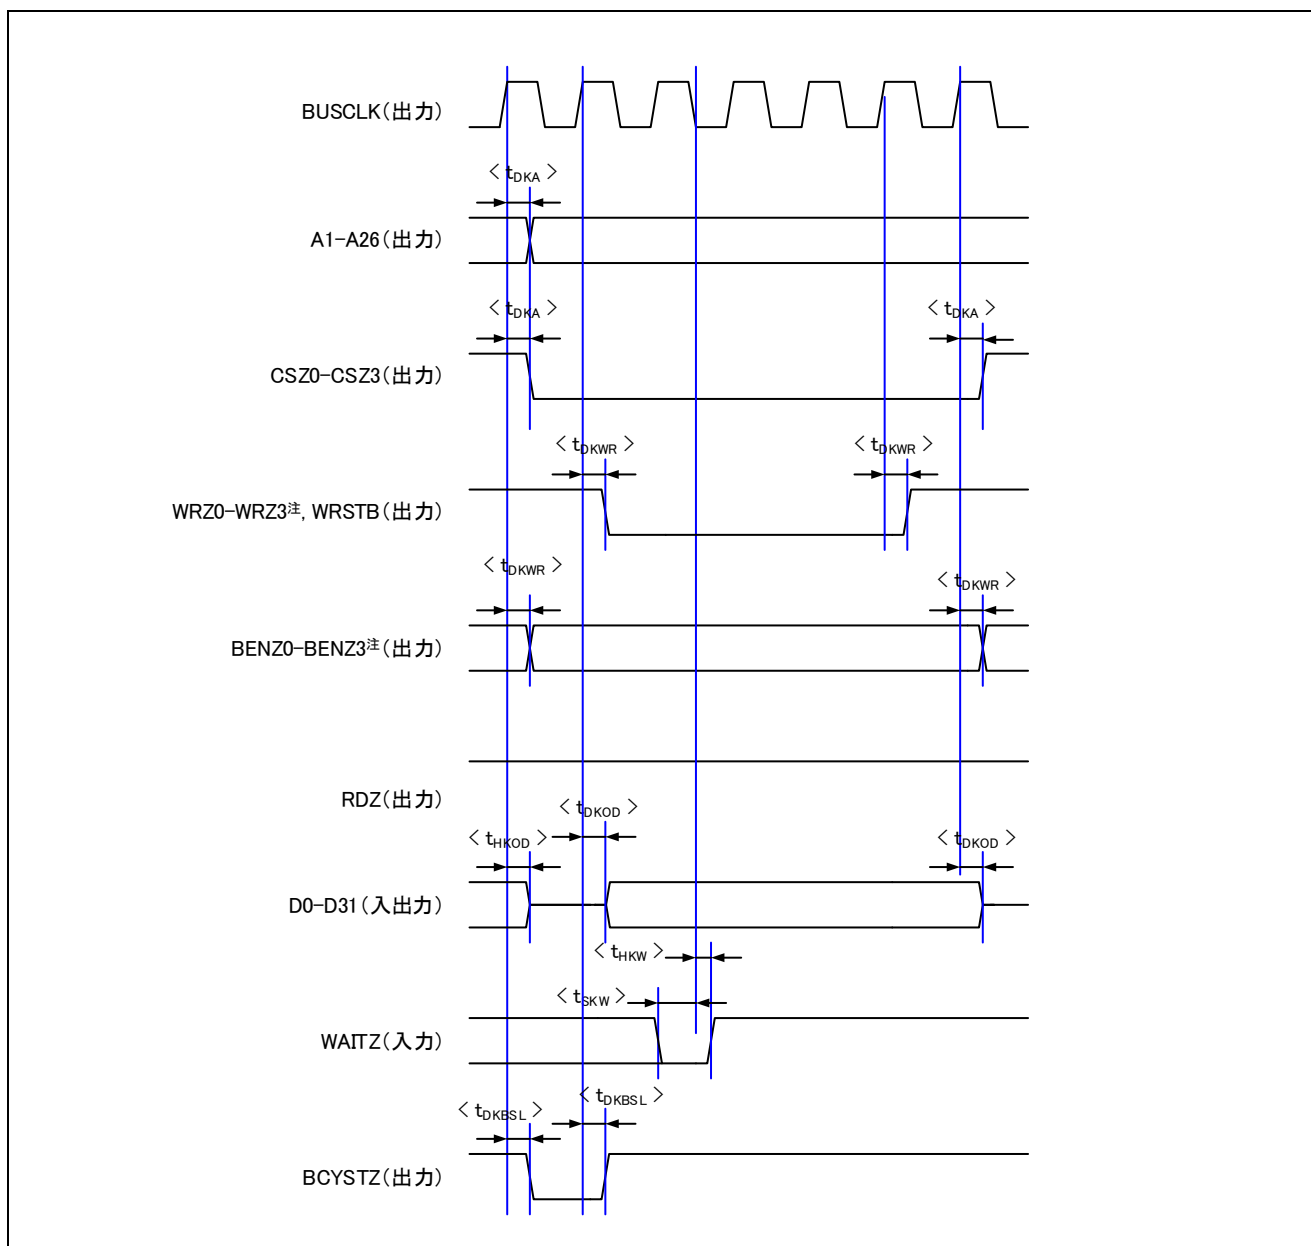 BUSCLK(出力)
< tDKA >
A1-A26(出力)
< tDKA >
< tDKA >
CSZ0-CSZ3(出力)
< tDKWR >
< tDKWR >
WRZ0-WRZ3注, WRSTB(出力)
< tDKWR >
< tDKWR >
BENZ0-BENZ3注(出力)
RDZ(出力)
< tDKOD >
< tHKOD >
< tDKOD >
D0-D31(入出力)
< tHKW >
< tSKW >
WAITZ(入力)
< tDKBSL >
< tDKBSL >
BCYSTZ(出力)